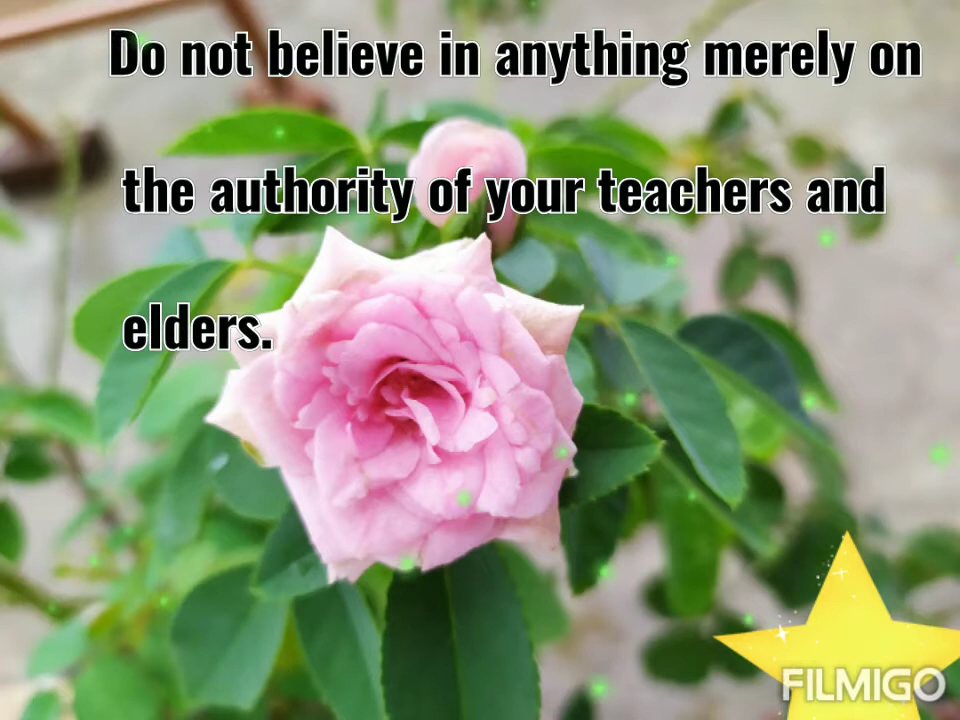 Do not believe in anything merely on
the authority of your teachers and
elders.
FILMIGO